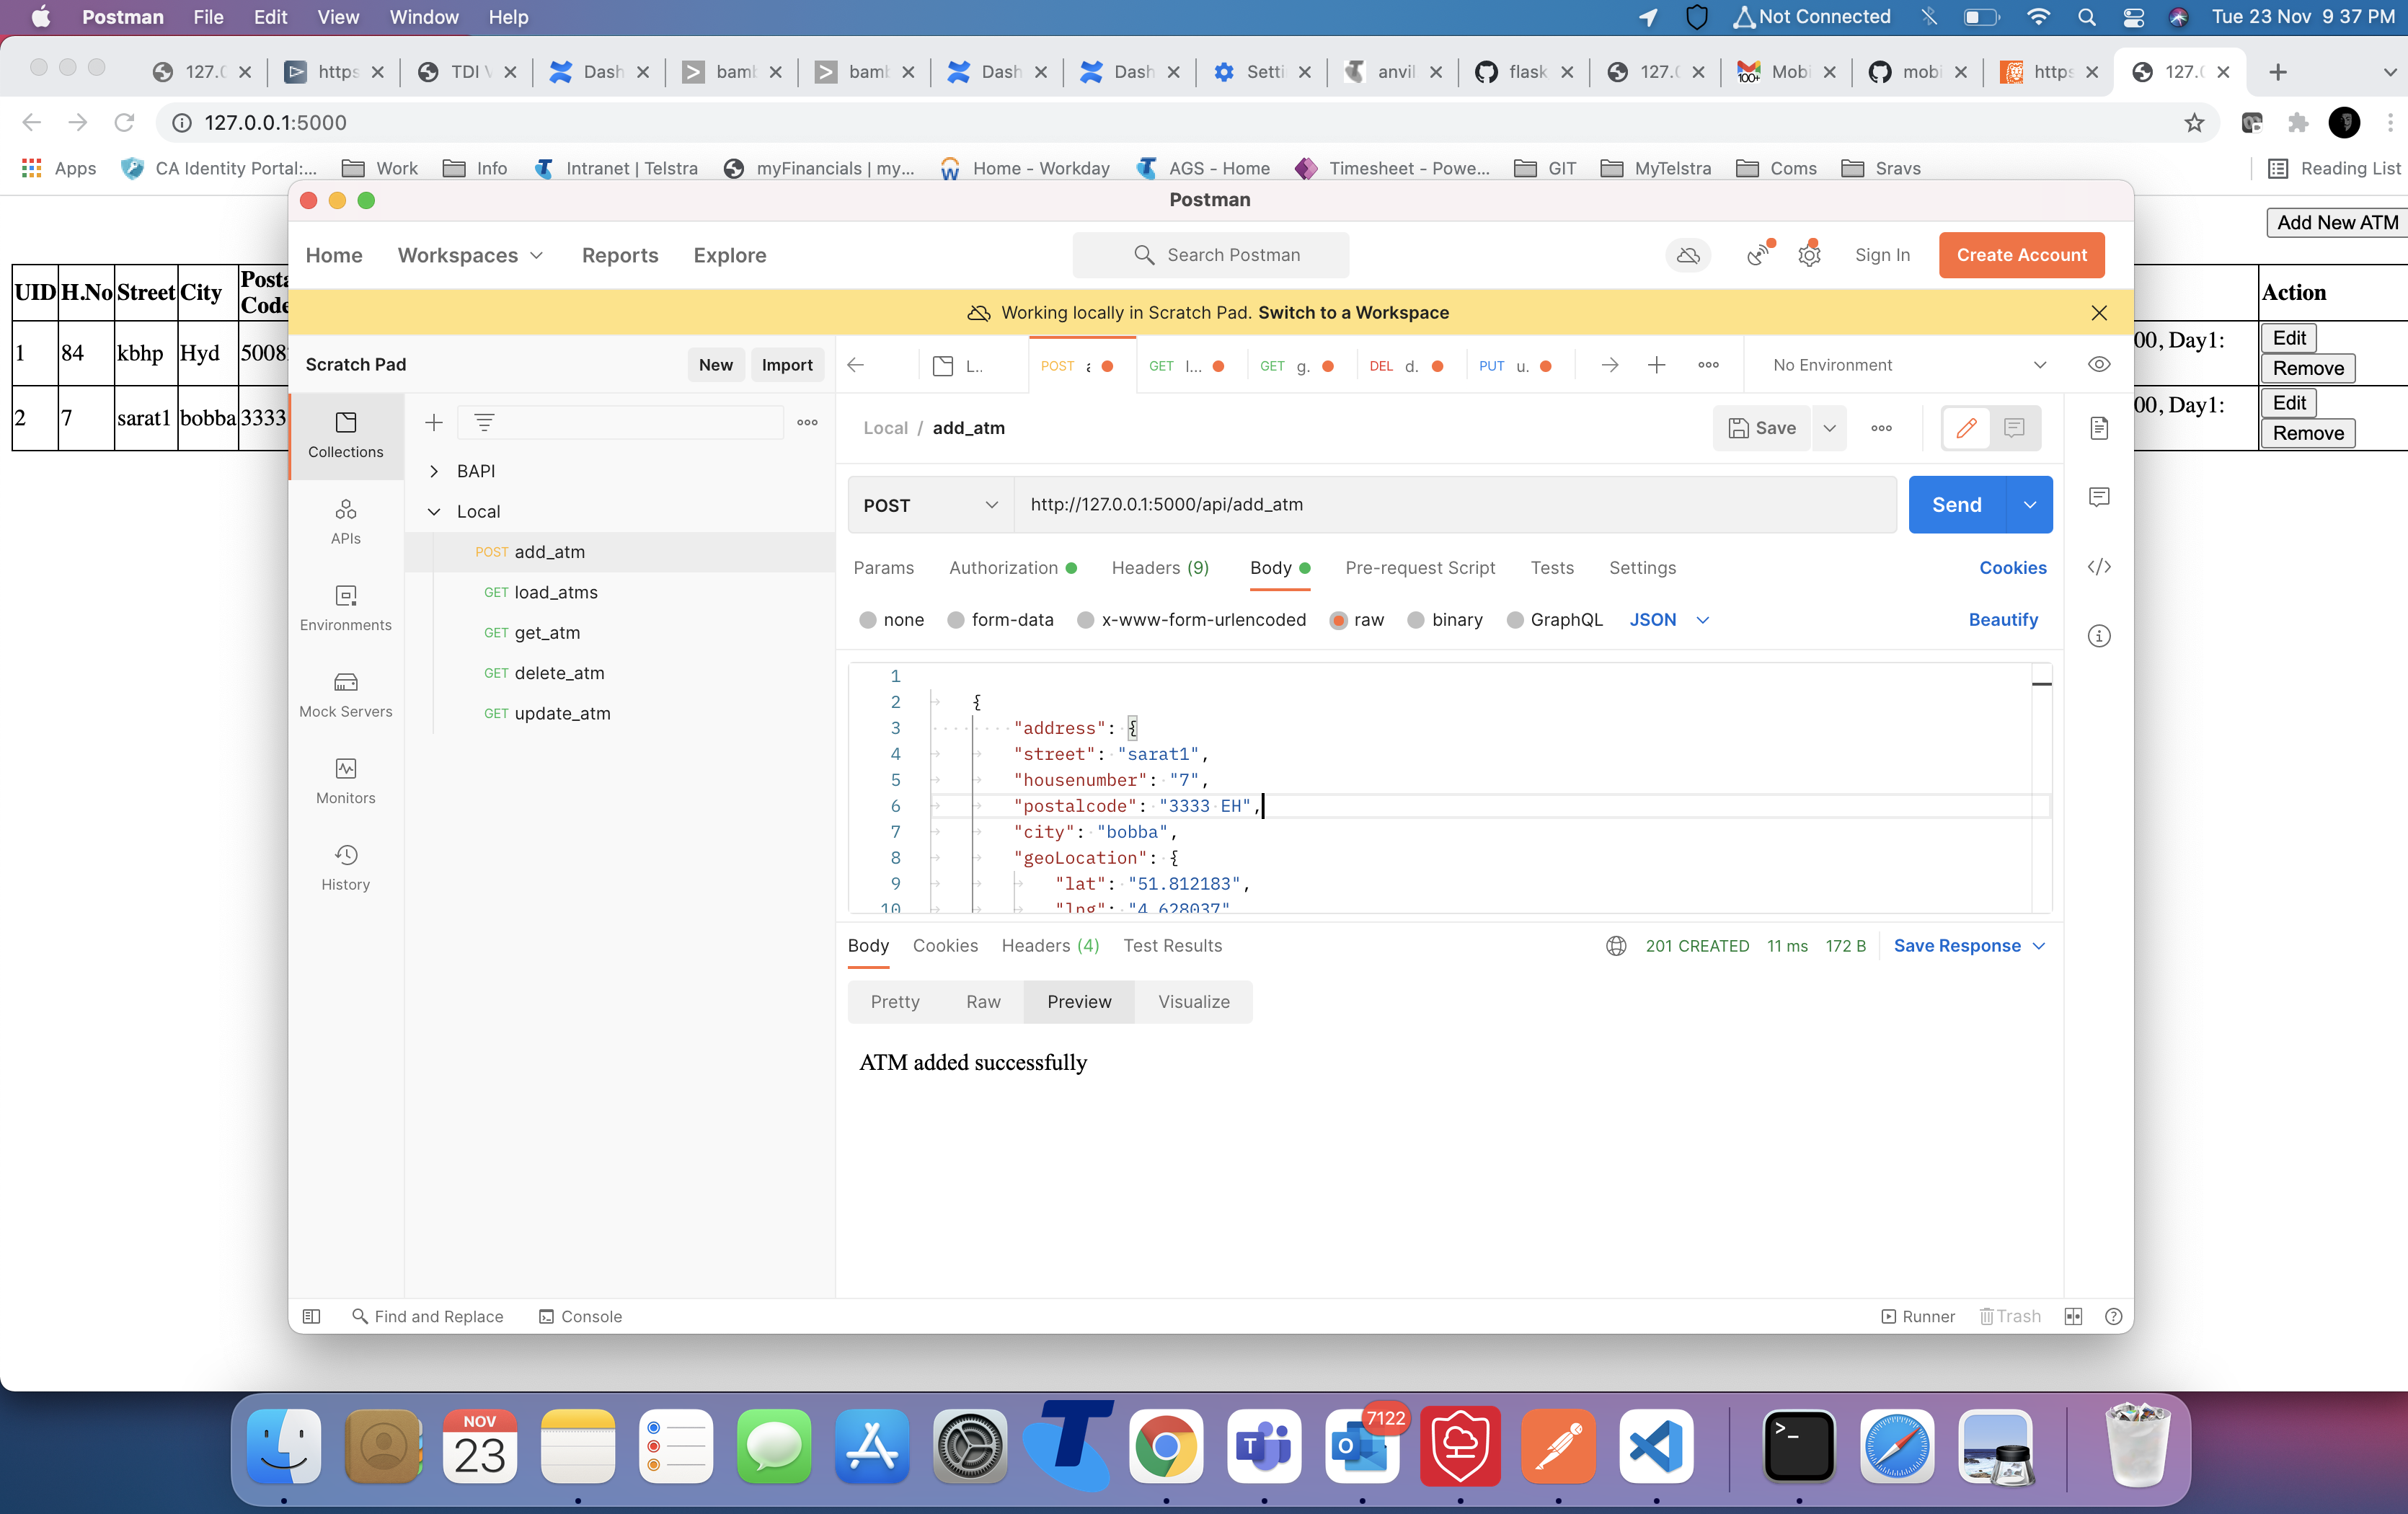 Postman File Edit View Window Help Not Connected Tue 23 Nov 9:37 PM
127.0 https TDI V Dash bamb bamb Dash Dash Setti anvil flask 127.0 Mobi mobi https 127.0
127.0.0.1:5000
Apps CA Identity Portal:... Work Info Intranet | Telstra myFinancials | my... Home - Workday AGS - Home Timesheet - Powe... GIT MyTelstra Coms Sravs Reading List
Postman
Add New ATM
Home Workspaces Reports Explore Search Postman Sign In Create Account
UID H.No Street City Posta Code
Action
Working locally in Scratch Pad. Switch to a Workspace
1 84 kbhp Hyd 5008
00, Day1:
Edit
Remove
2 7 sarat1 bobba 3333
00, Day1:
Edit
Remove
Scratch Pad New Import
L.. POST a GET l... GET g. DEL d. PUT u. No Environment
Collections
APIs
Environments
Mock Servers
Monitors
History
BAPI
Local
POST add_atm
GET load_atms
GET get_atm
GET delete_atm
GET update_atm
Local / add_atm Save
POST http://127.0.0.1:5000/api/add_atm Send
Params Authorization Headers (9) Body Pre-request Script Tests Settings Cookies
none form-data x-www-form-urlencoded raw binary GraphQL JSON Beautify
1
2 {
3 "address": {
4 "street": "sarat1",
5 "housenumber": "7",
6 "postalcode": "3333 EH",
7 "city": "bobba",
8 "geoLocation": {
9 "lat": "51.812183",
10 "lng": "4.628037"
Body Cookies Headers (4) Test Results 201 CREATED 11 ms 172 B Save Response
Pretty Raw Preview Visualize
ATM added successfully
Find and Replace Console Runner Trash
NOV
23
100+
T
T
O
7122
>_